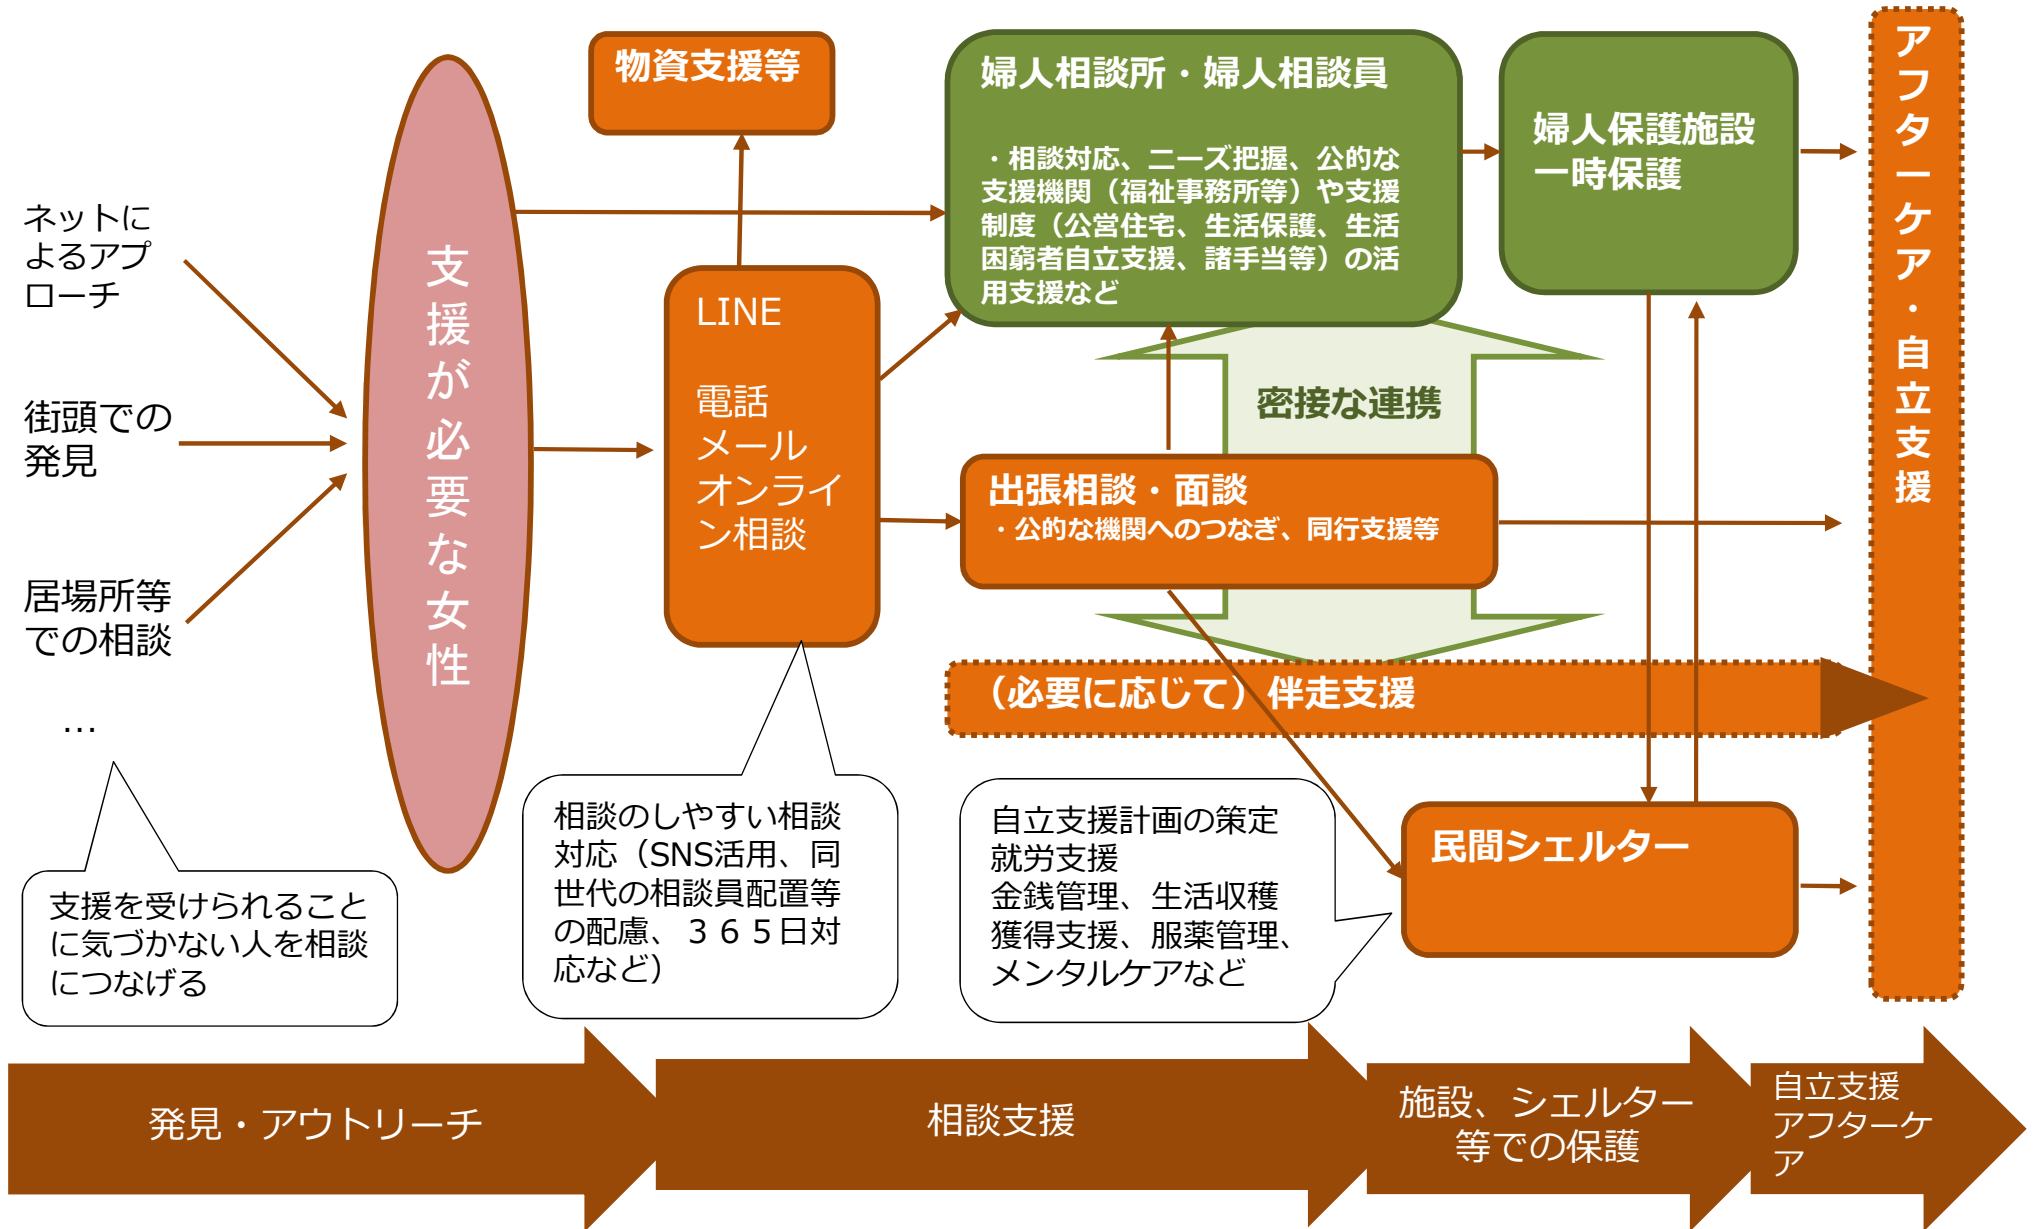 ネットに
よるアプ
ローチ
街頭での
発見
居場所等
での相談
…
支援を受けられること
に気づかない人を相談
につなげる
支援が必要な女性
物資支援等
LINE
電話
メール
オンライ
ン相談
相談のしやすい相談
対応（SNS活用、同
世代の相談員配置等
の配慮、３６５日対
応など）
婦人相談所・婦人相談員
・相談対応、ニーズ把握、公的な
支援機関（福祉事務所等）や支援
制度（公営住宅、生活保護、生活
困窮者自立支援、諸手当等）の活
用支援など
密接な連携
出張相談・面談
・公的な機関へのつなぎ、同行支援等
（必要に応じて）伴走支援
自立支援計画の策定
就労支援
金銭管理、生活収穫
獲得支援、服薬管理、
メンタルケアなど
婦人保護施設
一時保護
民間シェルター
アフターケア・自立支援
発見・アウトリーチ
相談支援
施設、シェルター
等での保護
自立支援
アフターケ
ア